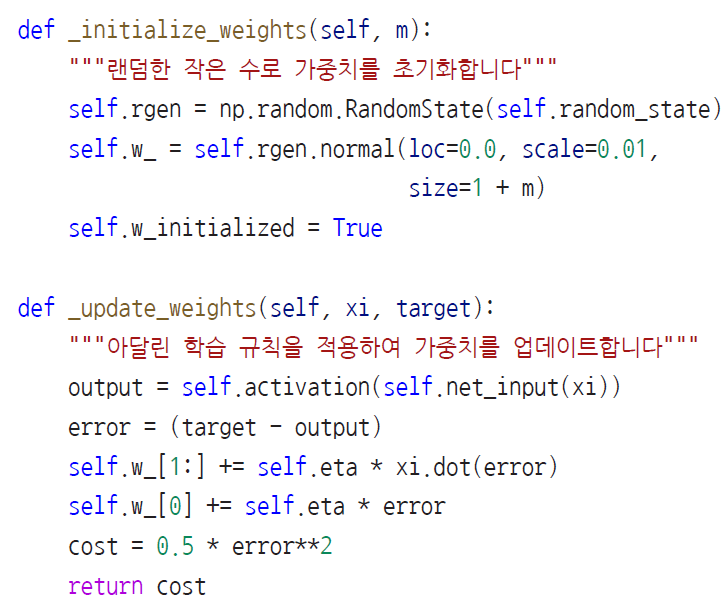 def _initialize_weights(self, m):
    """랜덤한 작은 수로 가중치를 초기화합니다"""
    self.rgen = np.random.RandomState(self.random_state)
    self.w_ = self.rgen.normal(loc=0.0, scale=0.01,
                               size=1 + m)
    self.w_initialized = True

def _update_weights(self, xi, target):
    """아달린 학습 규칙을 적용하여 가중치를 업데이트합니다"""
    output = self.activation(self.net_input(xi))
    error = (target - output)
    self.w_[1:] += self.eta * xi.dot(error)
    self.w_[0] += self.eta * error
    cost = 0.5 * error**2
    return cost